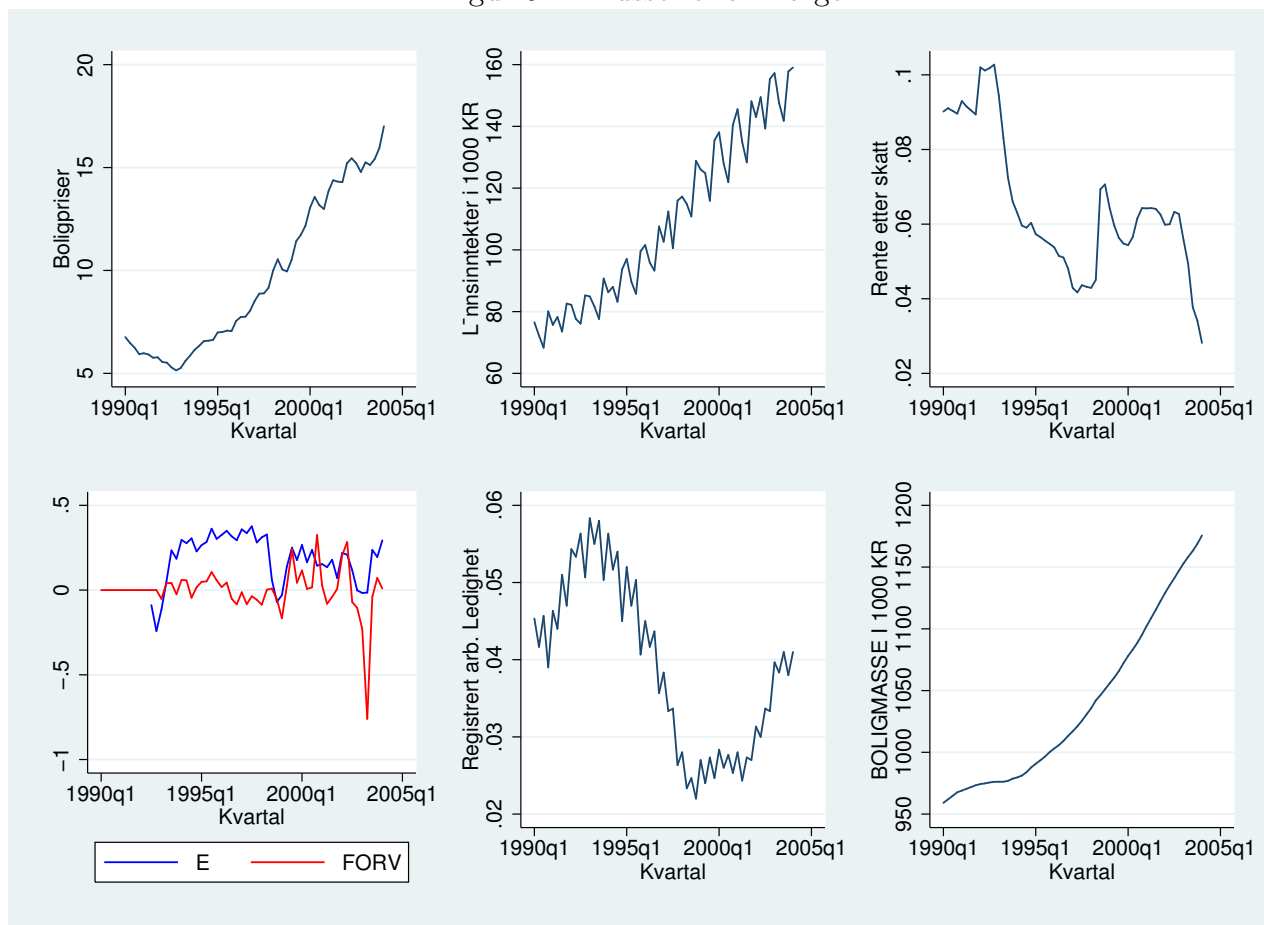 Boligpriser
20
15
10
5
1990q1 1995q1 2000q1 2005q1
Kvartal
L¯nnsinntekter i 1000 KR
160
140
120
100
80
60
1990q1 1995q1 2000q1 2005q1
Kvartal
Rente etter skatt
.1
.08
.06
.04
.02
1990q1 1995q1 2000q1 2005q1
Kvartal
.5
0
-.5
-1
1990q1 1995q1 2000q1 2005q1
Kvartal
E FORV
Registrert arb. Ledighet
.06
.05
.04
.03
.02
1990q1 1995q1 2000q1 2005q1
Kvartal
BOLIGMASSE I 1000 KR
1200
1150
1100
1050
1000
950
1990q1 1995q1 2000q1 2005q1
Kvartal